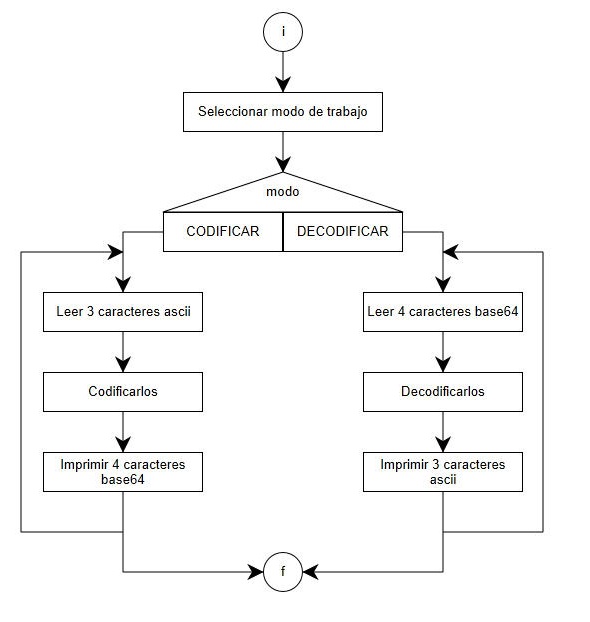 i
Seleccionar modo de trabajo
modo
CODIFICAR
DECODIFICAR
Leer 3 caracteres ascii
Leer 4 caracteres base64
Codificarlos
Decodificarlos
Imprimir 4 caracteres
base64
Imprimir 3 caracteres
ascii
f